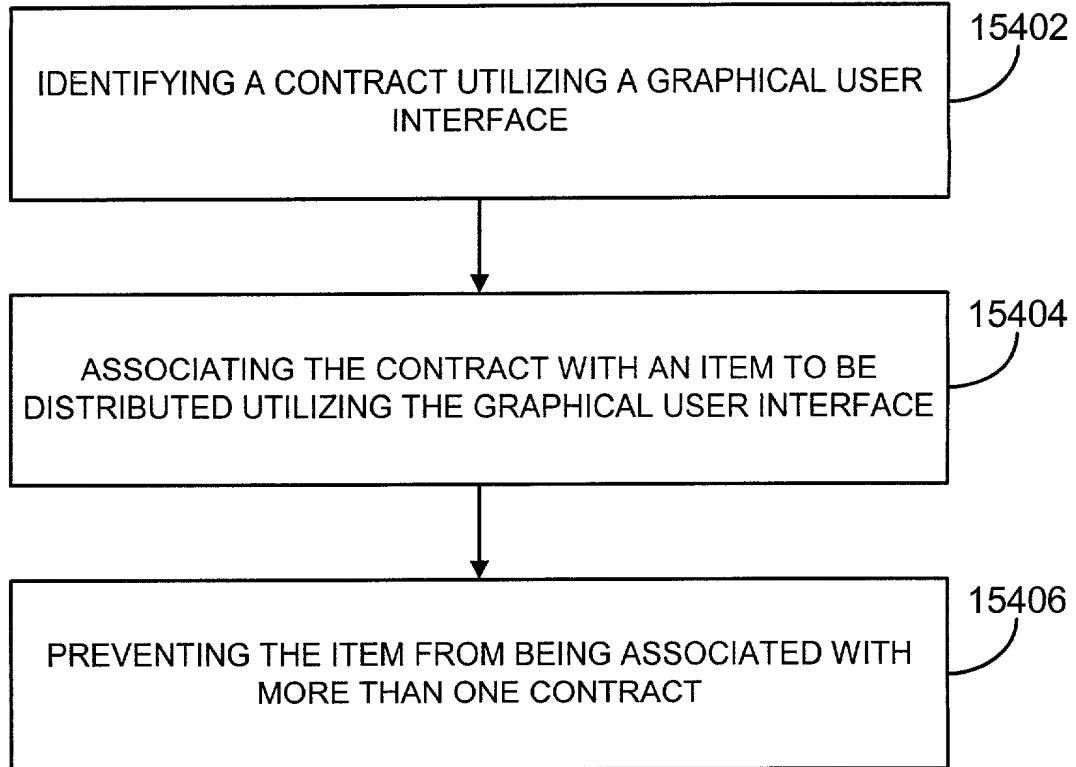 15402
IDENTIFYING A CONTRACT UTILIZING A GRAPHICAL USER
INTERFACE
15404
ASSOCIATING THE CONTRACT WITH AN ITEM TO BE
DISTRIBUTED UTILIZING THE GRAPHICAL USER INTERFACE
15406
PREVENTING THE ITEM FROM BEING ASSOCIATED WITH
MORE THAN ONE CONTRACT